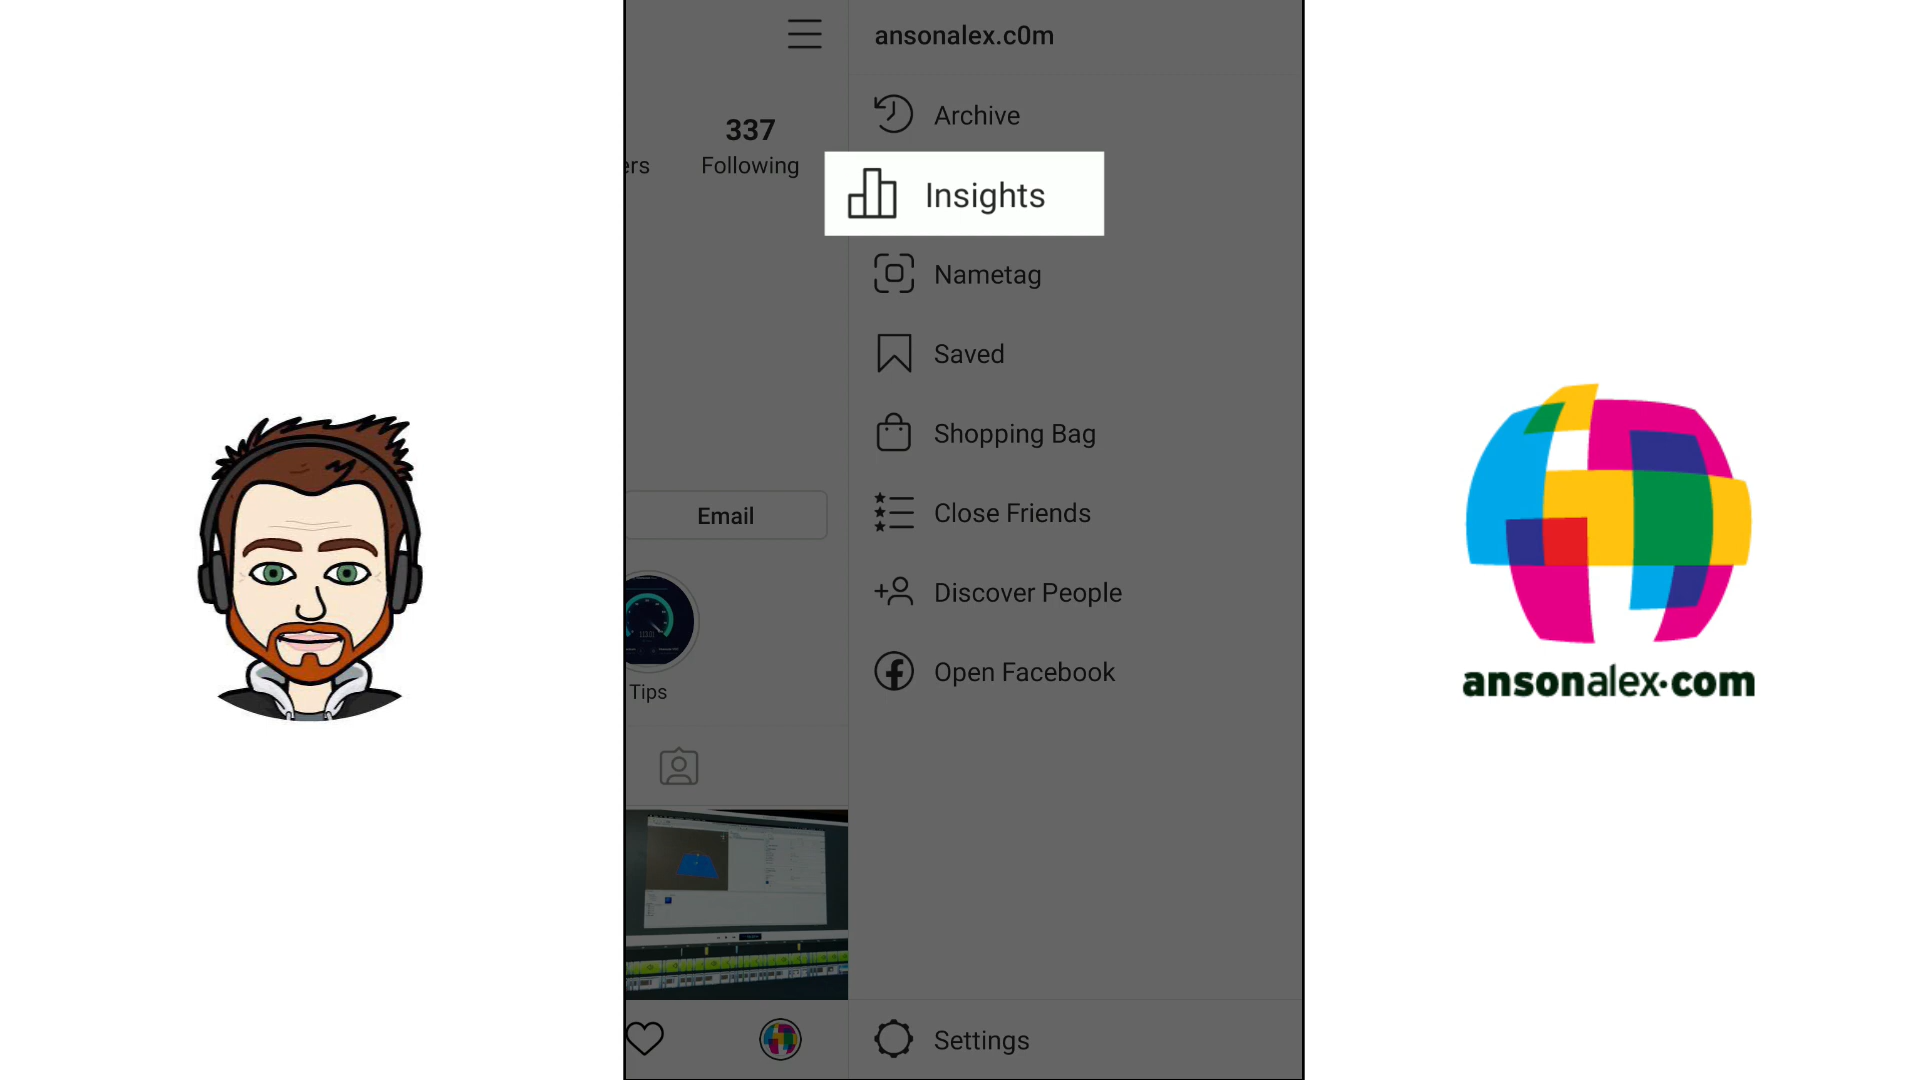 ansonalex.c0m
Archive
337
ers
Following
Insights
Nametag
Saved
Shopping Bag
Close Friends
Email
Discover People
Open Facebook
Tips
ansonalex.com
Settings